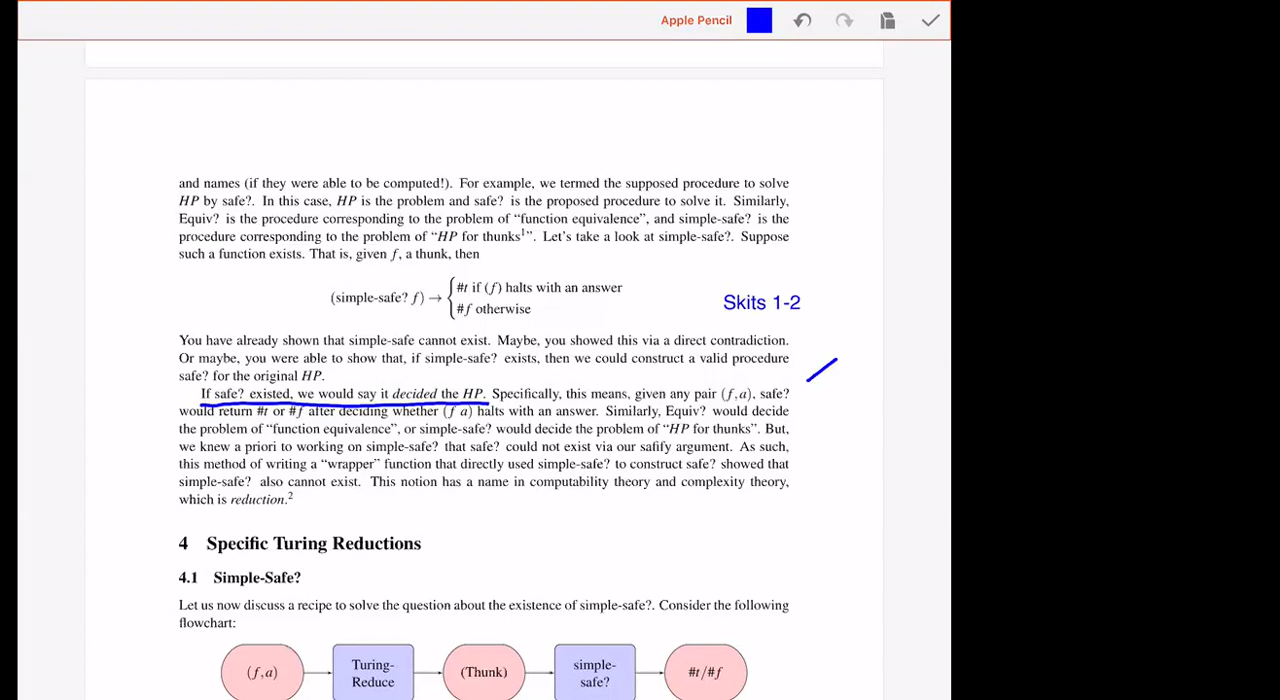 Apple Pencil
and names (if they were able to be computed!). For example, we termed the supposed procedure to solve
HP by safe?. In this case, HP is the problem and safe? is the proposed procedure to solve it. Similarly,
Equiv? is the procedure corresponding to the problem of “function equivalence”, and simple-safe? is the
procedure corresponding to the problem of “HP for thunks¹”. Let’s take a look at simple-safe?. Suppose
such a function exists. That is, given f, a thunk, then
(simple-safe? f) → { #t if (f) halts with an answer
#f otherwise
Skits 1-2
You have already shown that simple-safe cannot exist. Maybe, you showed this via a direct contradiction.
Or maybe, you were able to show that, if simple-safe? exists, then we could construct a valid procedure
safe? for the original HP.
If safe? existed, we would say it decided the HP. Specifically, this means, given any pair (f,a), safe?
would return #t or #f after deciding whether (f a) halts with an answer. Similarly, Equiv? would decide
the problem of “function equivalence”, or simple-safe? would decide the problem of “HP for thunks”. But,
we knew a priori to working on simple-safe? that safe? could not exist via our safify argument. As such,
this method of writing a “wrapper” function that directly used simple-safe? to construct safe? showed that
simple-safe? also cannot exist. This notion has a name in computability theory and complexity theory,
which is reduction.²
4 Specific Turing Reductions
4.1 Simple-Safe?
Let us now discuss a recipe to solve the question about the existence of simple-safe?. Consider the following
flowchart:
(f,a)
Turing-
Reduce
(Thunk)
simple-
safe?
#t/#f